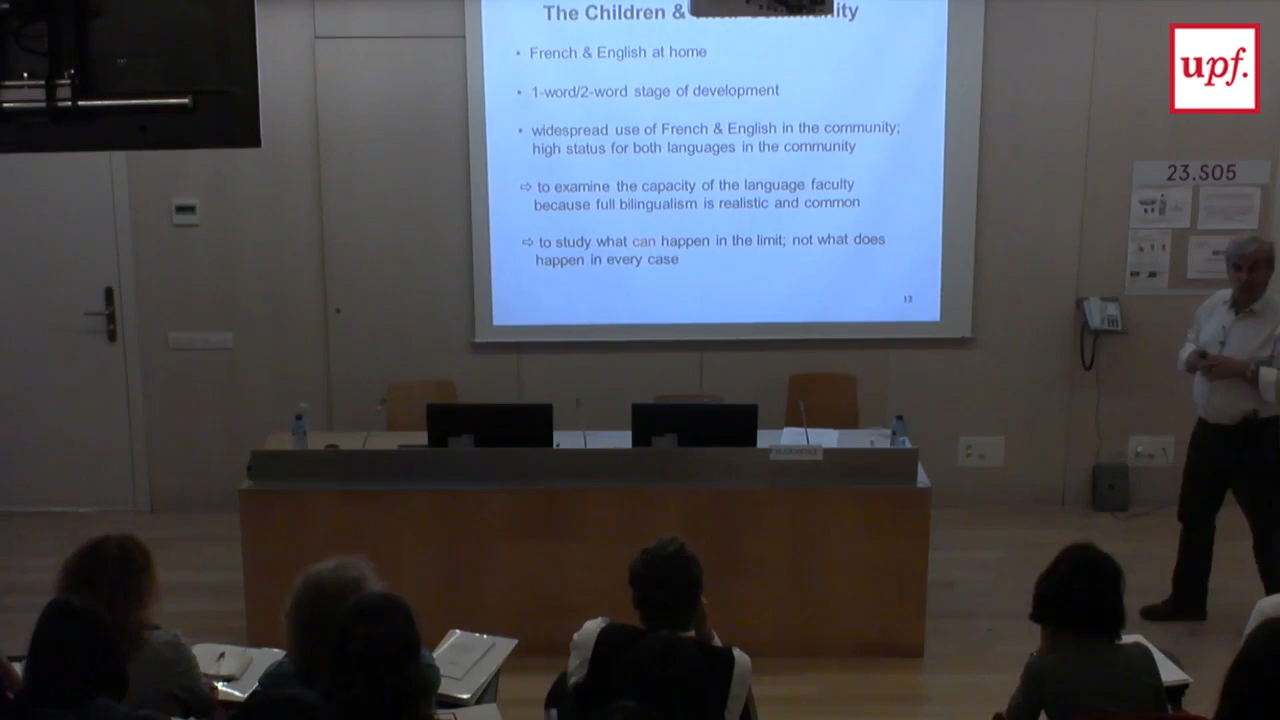 The Children &
French & English at home
1-word/2-word stage of development
widespread use of French & English in the community;
high status for both languages in the community
⇨ to examine the capacity of the language faculty
because full bilingualism is realistic and common
⇨ to study what can happen in the limit; not what does
happen in every case
13
upf.
23.S05